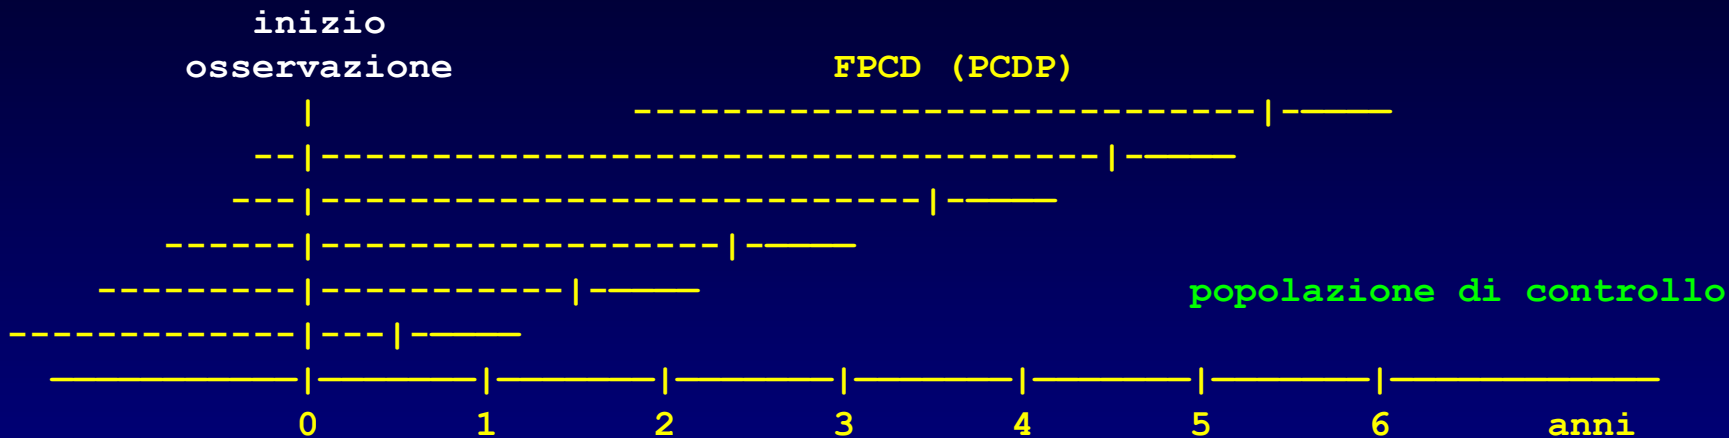 inizio
osservazione
FPCD (PCDP)
popolazione di controllo
0 1 2 3 4 5 6 anni